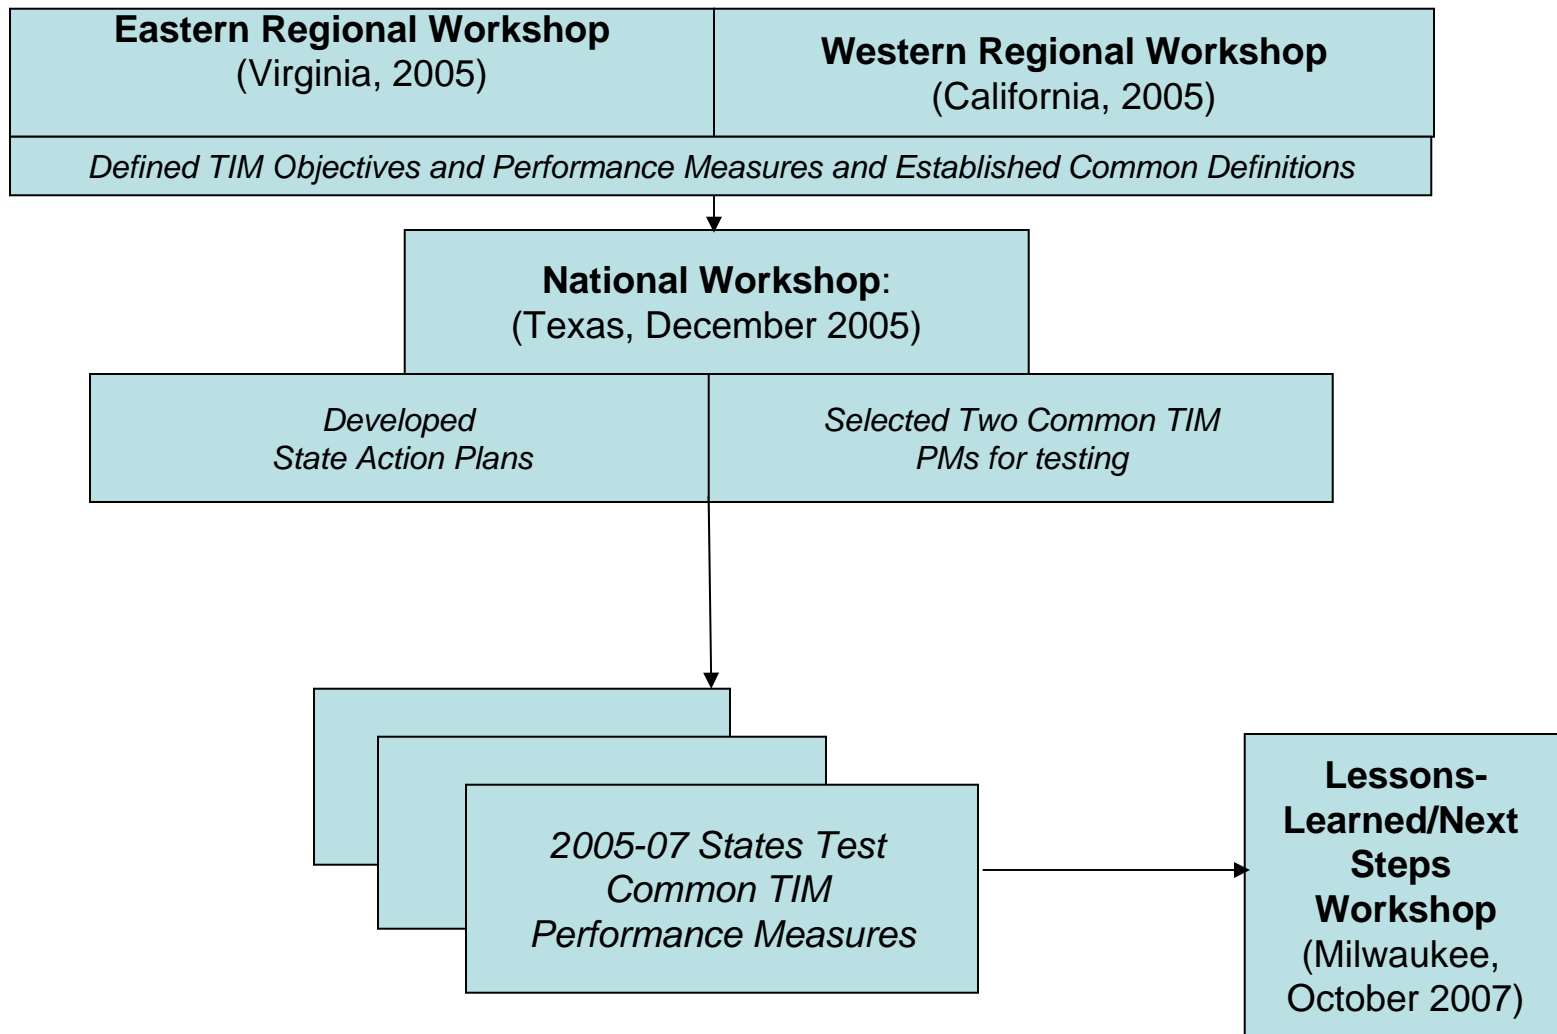 Eastern Regional Workshop
(Virginia, 2005)
Western Regional Workshop
(California, 2005)
Defined TIM Objectives and Performance Measures and Established Common Definitions
National Workshop:
(Texas, December 2005)
Developed
State Action Plans
Selected Two Common TIM
PMs for testing
2005-07 States Test
Common TIM
Performance Measures
Lessons-
Learned/Next
Steps
Workshop
(Milwaukee,
October 2007)